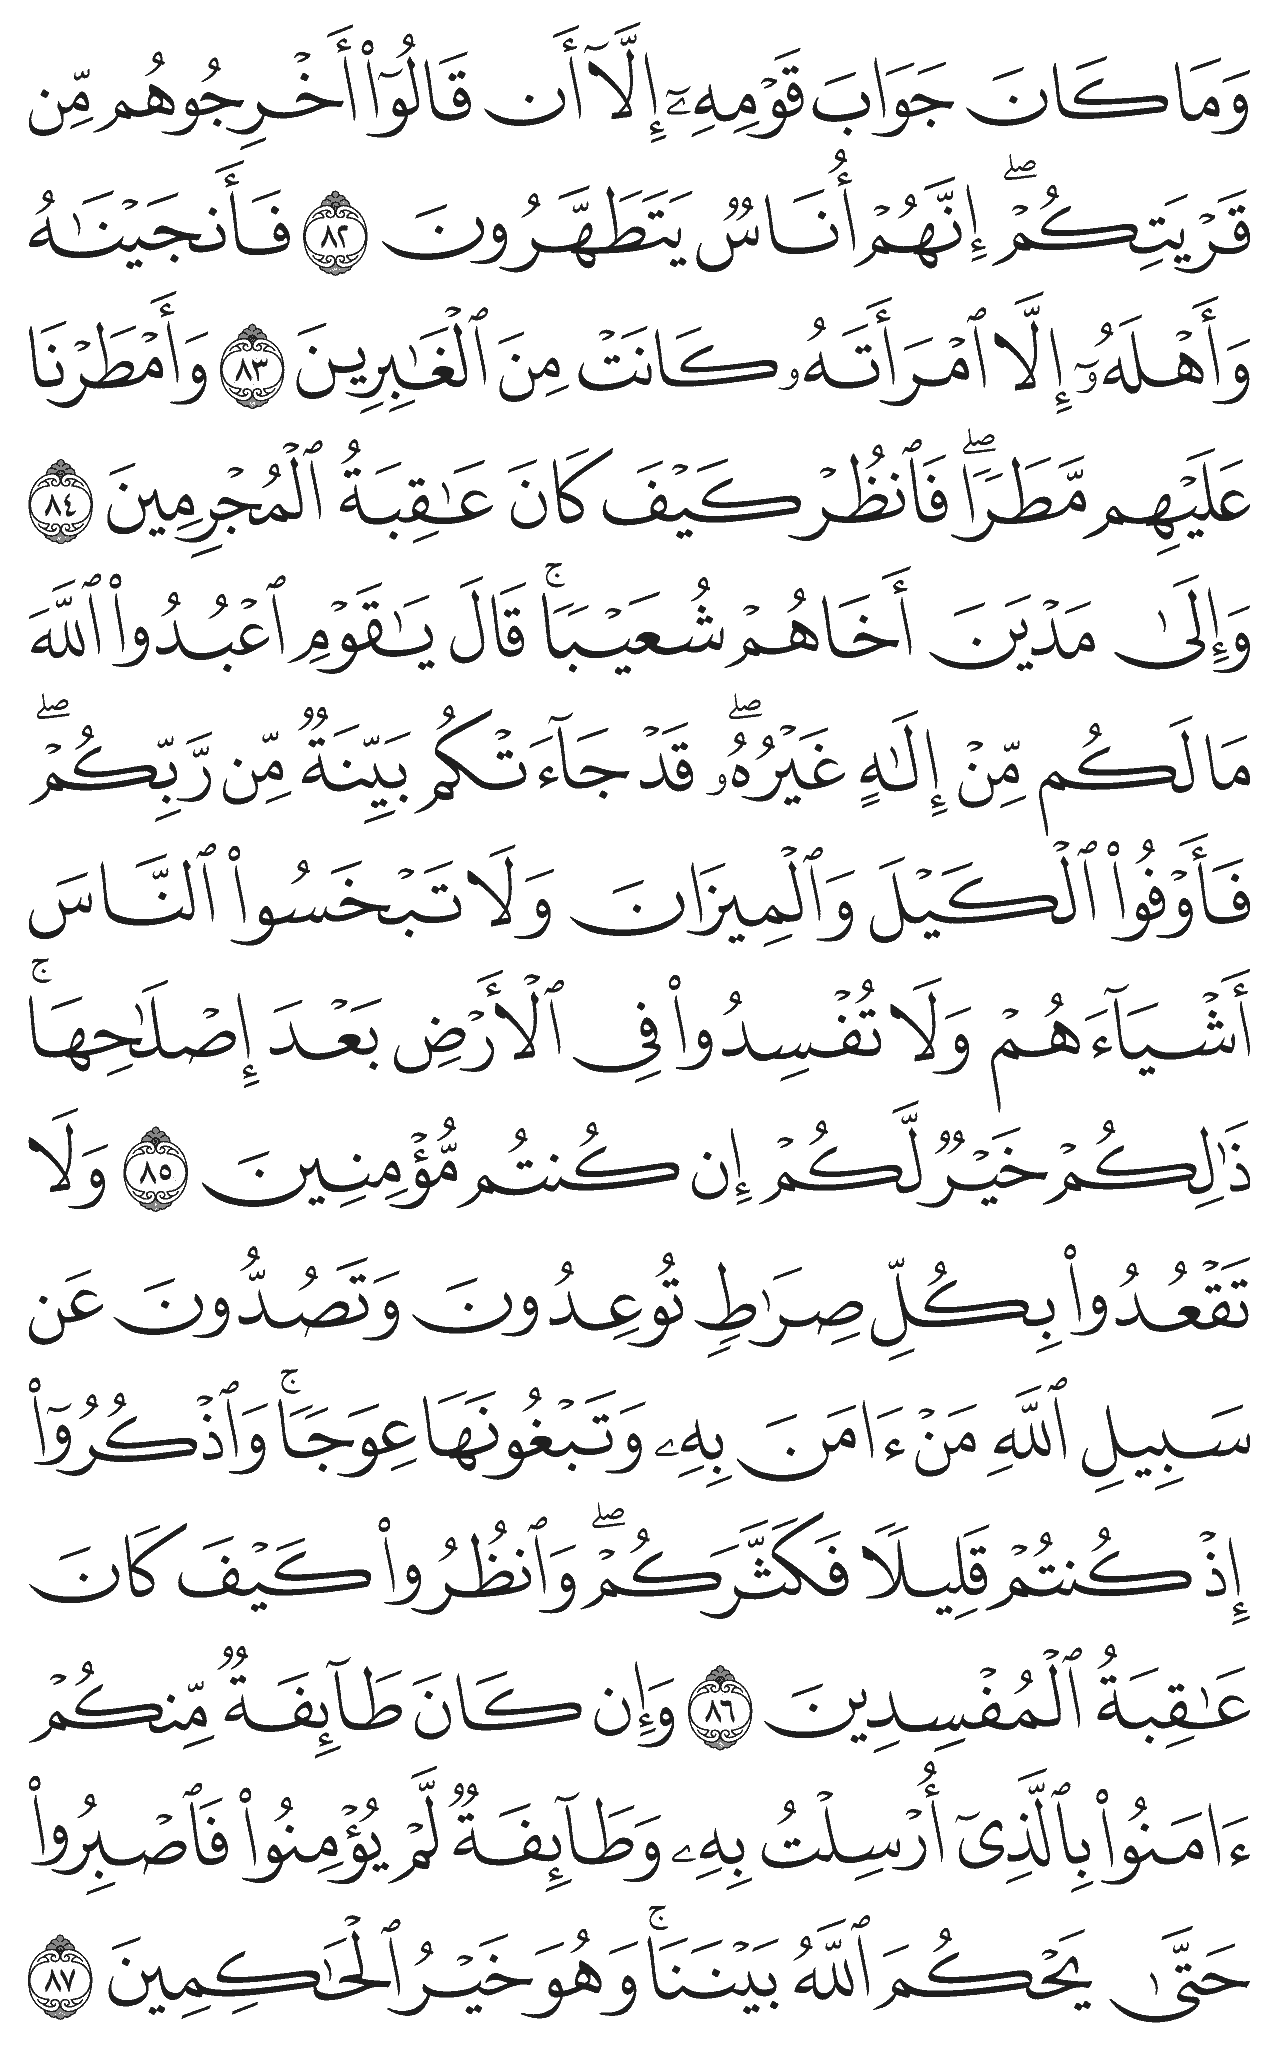 وَمَا كَانَ جَوَابَ قَوْمِهِۦٓ إِلَّآ أَن قَالُوٓا۟ أَخْرِجُوهُم مِّن
قَرْيَتِكُمْ ۖ إِنَّهُمْ أُنَاسٌ يَتَطَهَّرُونَ ٨٢ فَأَنجَيْنَـٰهُ
وَأَهْلَهُۥٓ إِلَّا ٱمْرَأَتَهُۥ كَانَتْ مِنَ ٱلْغَـٰبِرِينَ ٨٣ وَأَمْطَرْنَا
عَلَيْهِم مَّطَرًا ۖ فَٱنظُرْ كَيْفَ كَانَ عَـٰقِبَةُ ٱلْمُجْرِمِينَ ٨٤
وَإِلَىٰ مَدْيَنَ أَخَاهُمْ شُعَيْبًا ۚ قَالَ يَـٰقَوْمِ ٱعْبُدُوا۟ ٱللَّهَ
مَا لَكُم مِّنْ إِلَـٰهٍ غَيْرُهُۥ ۖ قَدْ جَآءَتْكُم بَيِّنَةٌ مِّن رَّبِّكُمْ ۖ
فَأَوْفُوا۟ ٱلْكَيْلَ وَٱلْمِيزَانَ وَلَا تَبْخَسُوا۟ ٱلنَّاسَ
أَشْيَآءَهُمْ وَلَا تُفْسِدُوا۟ فِى ٱلْأَرْضِ بَعْدَ إِصْلَـٰحِهَا ۚ
ذَٰلِكُمْ خَيْرٌ لَّكُمْ إِن كُنتُم مُّؤْمِنِينَ ٨٥ وَلَا
تَقْعُدُوا۟ بِكُلِّ صِرَٰطٍ تُوعِدُونَ وَتَصُدُّونَ عَن
سَبِيلِ ٱللَّهِ مَنْ ءَامَنَ بِهِۦ وَتَبْغُونَهَا عِوَجًا ۚ وَٱذْكُرُوٓا۟
إِذْ كُنتُمْ قَلِيلًا فَكَثَّرَكُمْ ۖ وَٱنظُرُوا۟ كَيْفَ كَانَ
عَـٰقِبَةُ ٱلْمُفْسِدِينَ ٨٦ وَإِن كَانَ طَآئِفَةٌ مِّنكُمْ
ءَامَنُوا۟ بِٱلَّذِىٓ أُرْسِلْتُ بِهِۦ وَطَآئِفَةٌ لَّمْ يُؤْمِنُوا۟ فَٱصْبِرُوا۟
حَتَّىٰ يَحْكُمَ ٱللَّهُ بَيْنَنَا ۚ وَهُوَ خَيْرُ ٱلْحَـٰكِمِينَ ٨٧